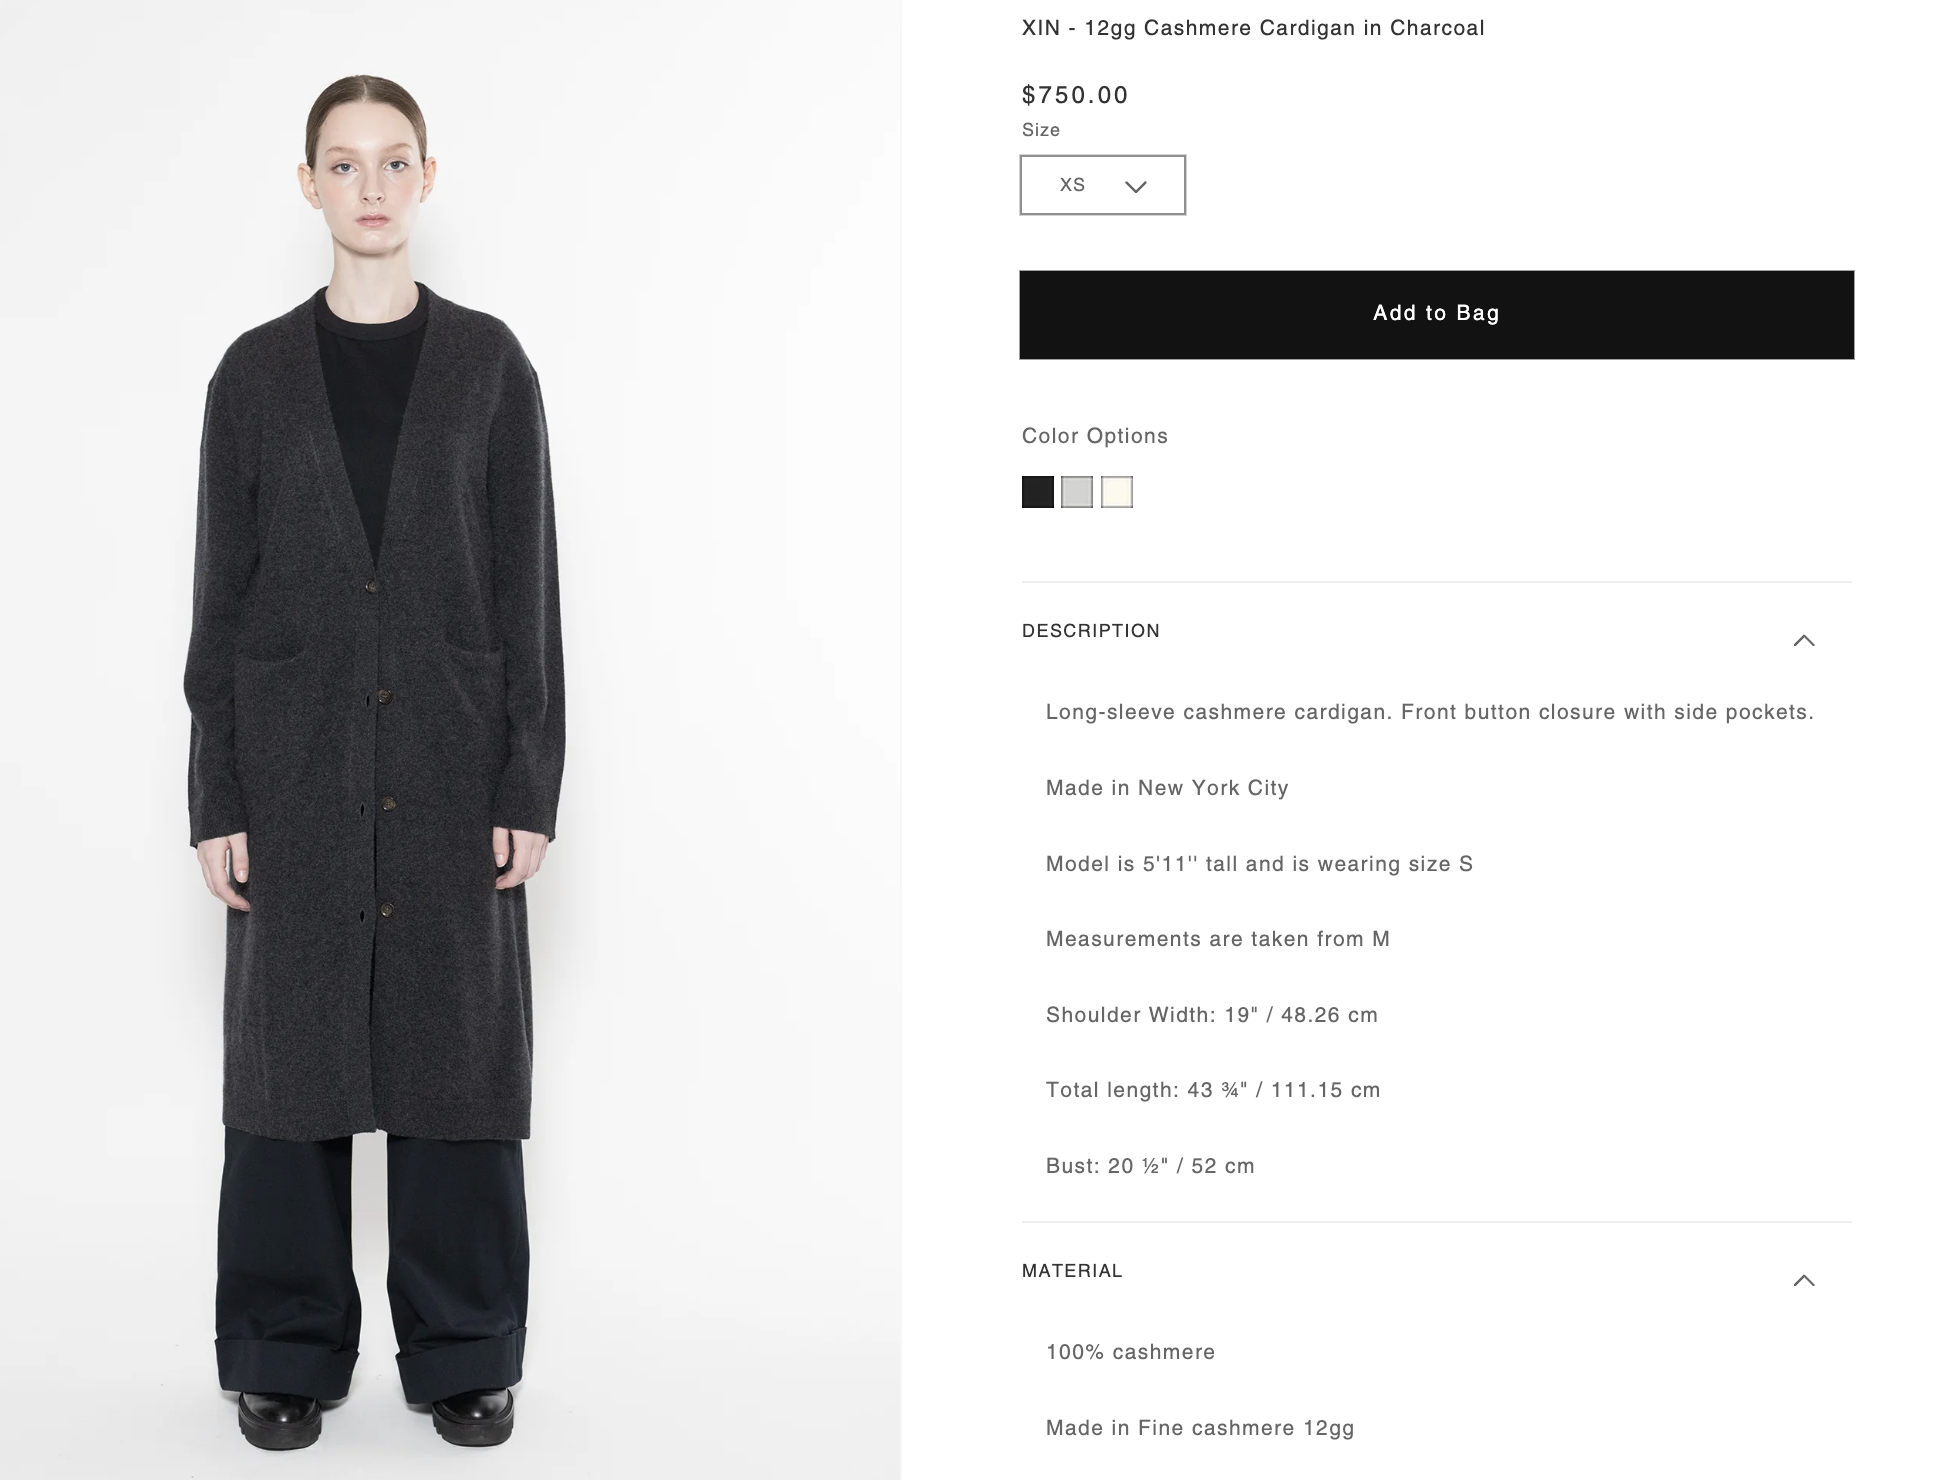 XIN - 12gg Cashmere Cardigan in Charcoal
$750.00
Size
XS
Add to Bag
Color Options
DESCRIPTION
Long-sleeve cashmere cardigan. Front button closure with side pockets.
Made in New York City
Model is 5'11'' tall and is wearing size S
Measurements are taken from M
Shoulder Width: 19" / 48.26 cm
Total length: 43 ¾" / 111.15 cm
Bust: 20 ½" / 52 cm
MATERIAL
100% cashmere
Made in Fine cashmere 12gg